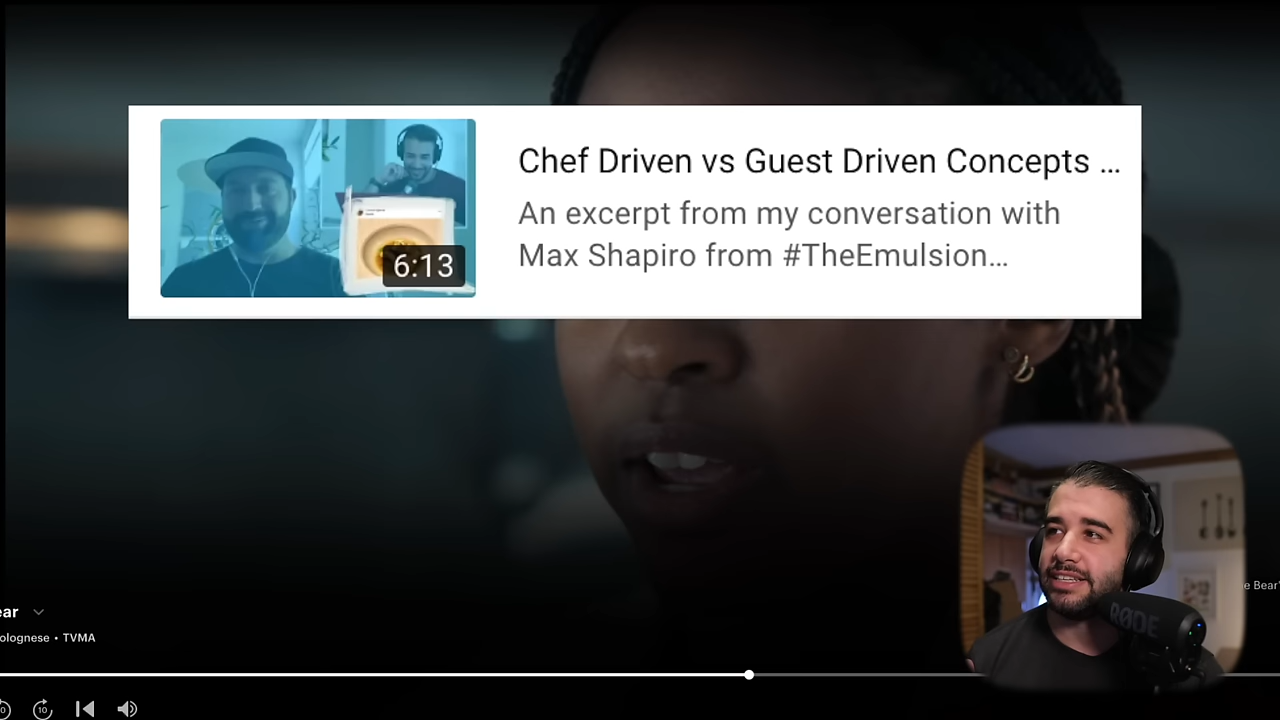 Chef Driven vs Guest Driven Concepts ...
An excerpt from my conversation with
Max Shapiro from #TheEmulsion...
6:13
RØDE
e Bear'
ear
olognese • TVMA
10